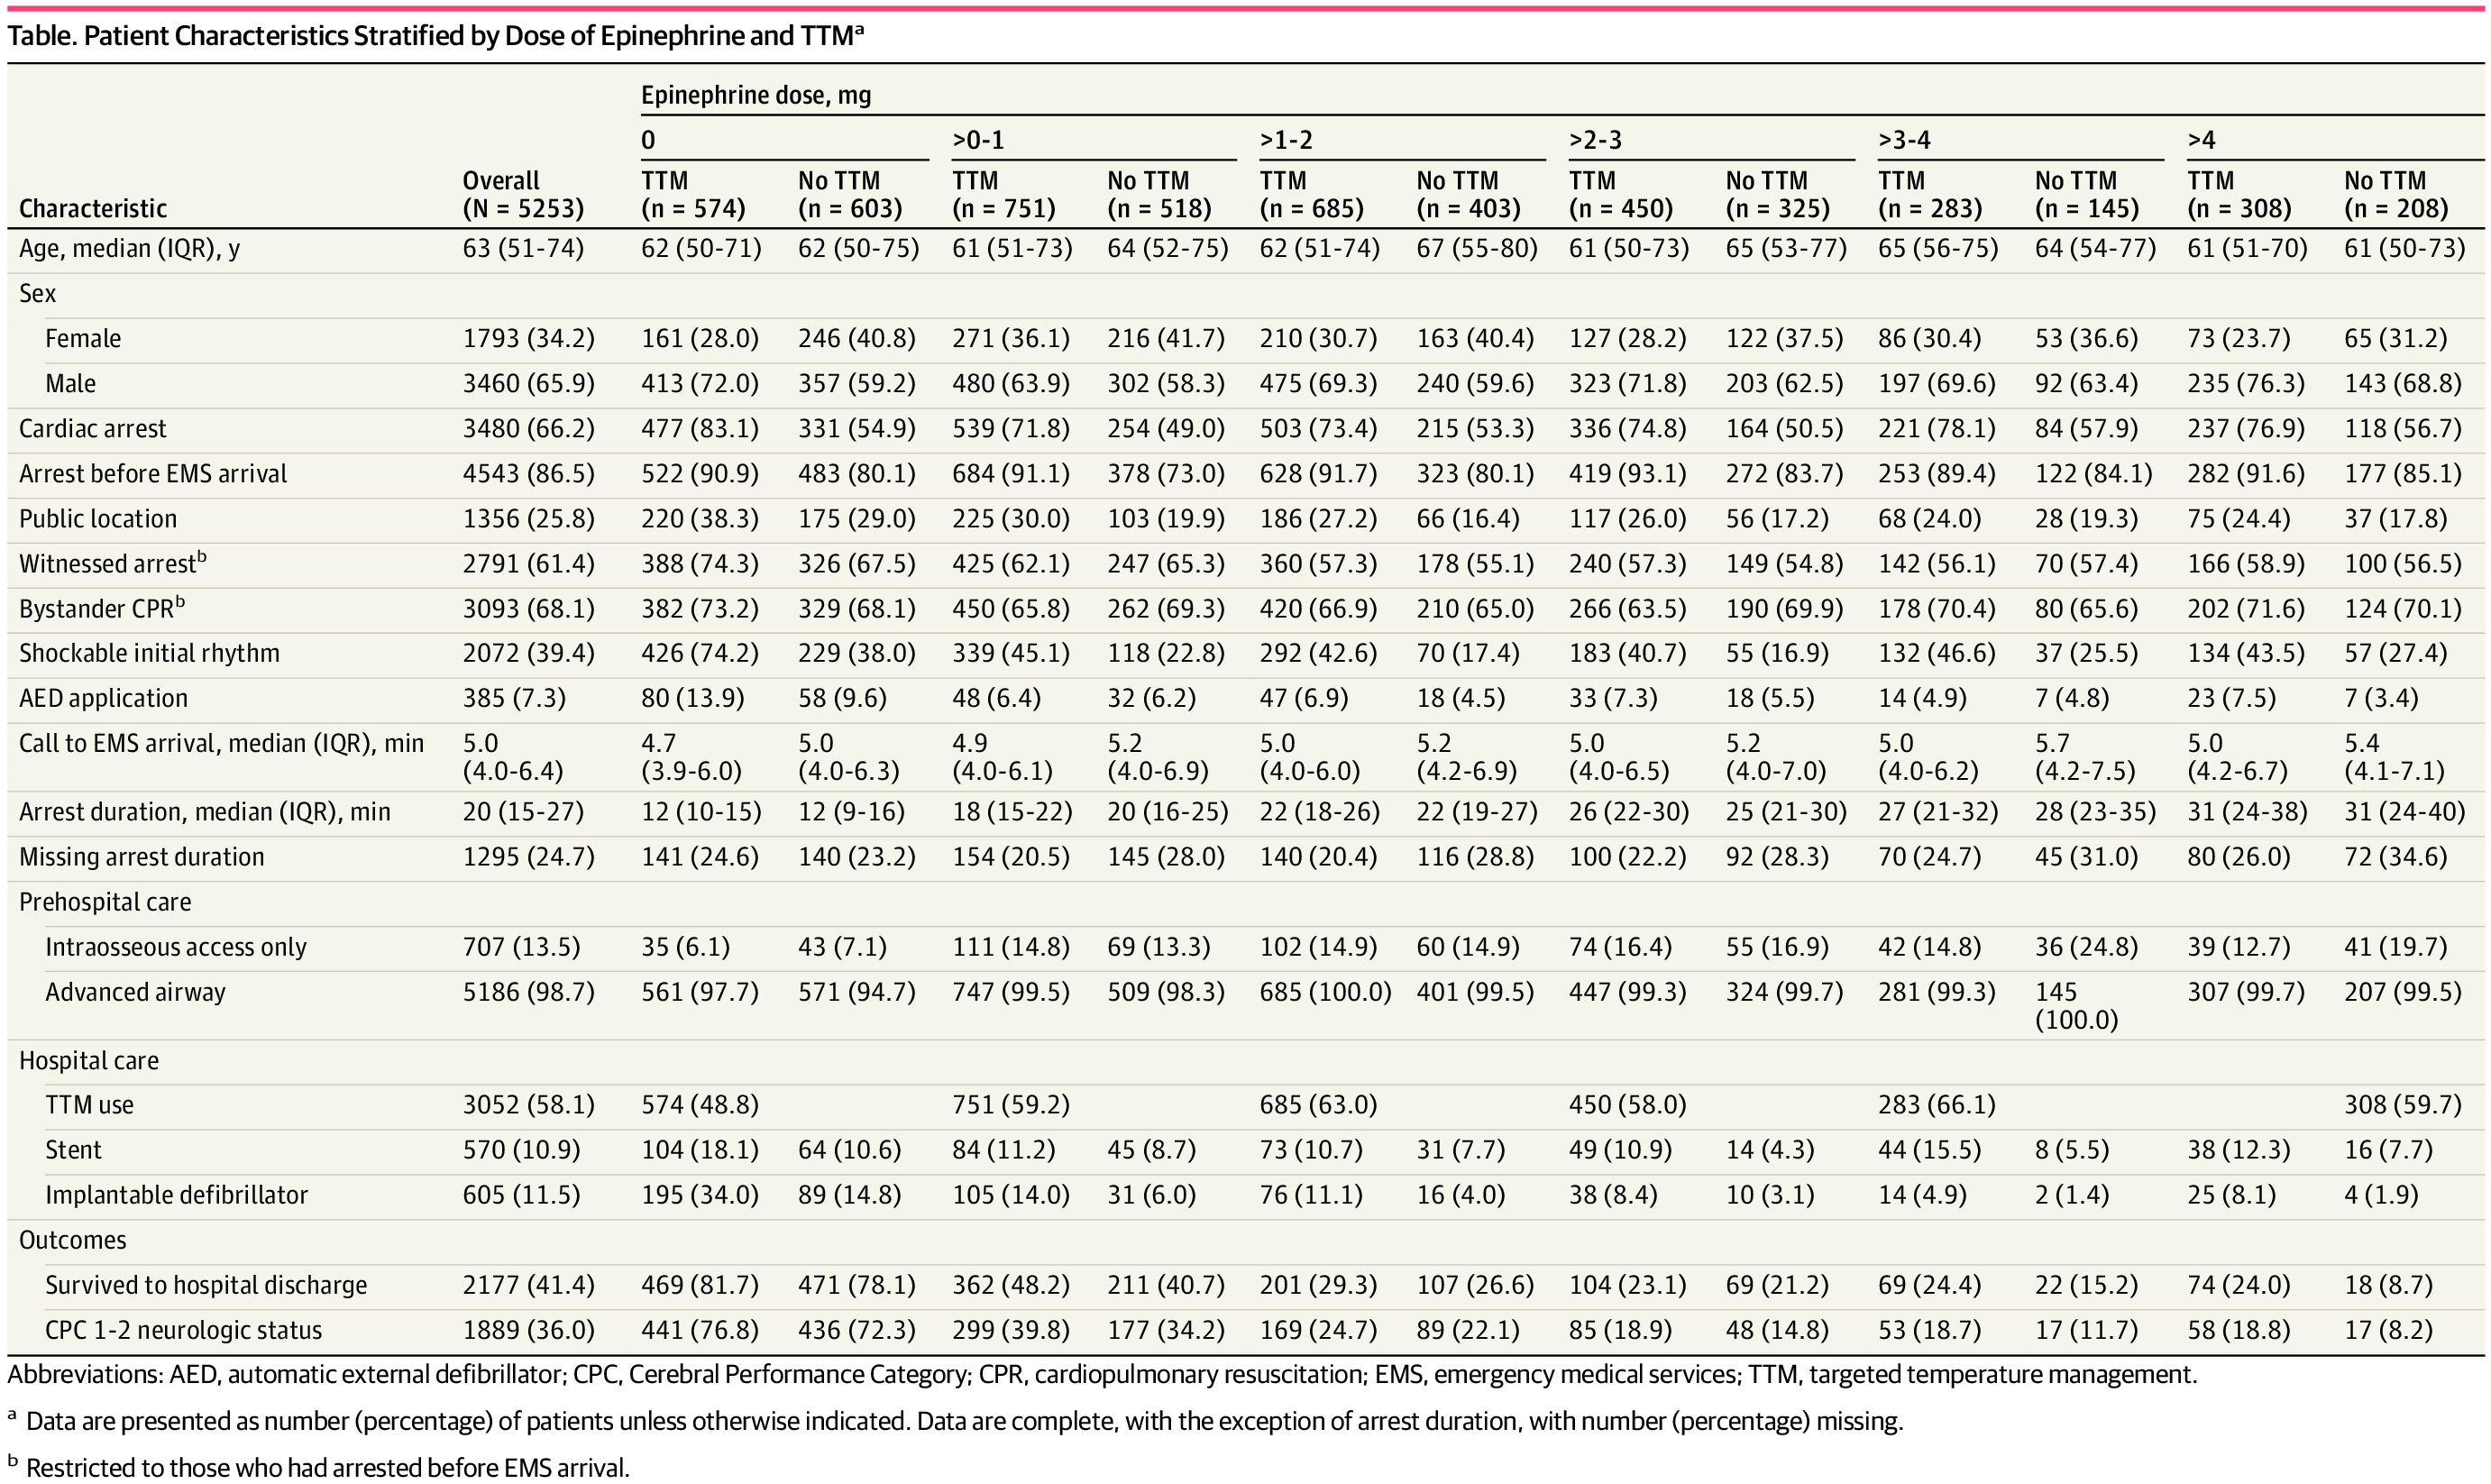 Table. Patient Characteristics Stratified by Dose of Epinephrine and TTMa
Epinephrine dose, mg
0 >0-1 >1-2 >2-3 >3-4 >4
Overall TTM No TTM TTM No TTM TTM No TTM TTM No TTM TTM No TTM TTM No TTM
Characteristic (N = 5253) (n = 574) (n = 603) (n = 751) (n = 518) (n = 685) (n = 403) (n = 450) (n = 325) (n = 283) (n = 145) (n = 308) (n = 208)
Age, median (IQR), y 63 (51-74) 62 (50-71) 62 (50-75) 61 (51-73) 64 (52-75) 62 (51-74) 67 (55-80) 61 (50-73) 65 (53-77) 65 (56-75) 64 (54-77) 61 (51-70) 61 (50-73)
Sex
Female 1793 (34.2) 161 (28.0) 246 (40.8) 271 (36.1) 216 (41.7) 210 (30.7) 163 (40.4) 127 (28.2) 122 (37.5) 86 (30.4) 53 (36.6) 73 (23.7) 65 (31.2)
Male 3460 (65.9) 413 (72.0) 357 (59.2) 480 (63.9) 302 (58.3) 475 (69.3) 240 (59.6) 323 (71.8) 203 (62.5) 197 (69.6) 92 (63.4) 235 (76.3) 143 (68.8)
Cardiac arrest 3480 (66.2) 477 (83.1) 331 (54.9) 539 (71.8) 254 (49.0) 503 (73.4) 215 (53.3) 336 (74.8) 164 (50.5) 221 (78.1) 84 (57.9) 237 (76.9) 118 (56.7)
Arrest before EMS arrival 4543 (86.5) 522 (90.9) 483 (80.1) 684 (91.1) 378 (73.0) 628 (91.7) 323 (80.1) 419 (93.1) 272 (83.7) 253 (89.4) 122 (84.1) 282 (91.6) 177 (85.1)
Public location 1356 (25.8) 220 (38.3) 175 (29.0) 225 (30.0) 103 (19.9) 186 (27.2) 66 (16.4) 117 (26.0) 56 (17.2) 68 (24.0) 28 (19.3) 75 (24.4) 37 (17.8)
Witnessed arrestb 2791 (61.4) 388 (74.3) 326 (67.5) 425 (62.1) 247 (65.3) 360 (57.3) 178 (55.1) 240 (57.3) 149 (54.8) 142 (56.1) 70 (57.4) 166 (58.9) 100 (56.5)
Bystander CPRb 3093 (68.1) 382 (73.2) 329 (68.1) 450 (65.8) 262 (69.3) 420 (66.9) 210 (65.0) 266 (63.5) 190 (69.9) 178 (70.4) 80 (65.6) 202 (71.6) 124 (70.1)
Shockable initial rhythm 2072 (39.4) 426 (74.2) 229 (38.0) 339 (45.1) 118 (22.8) 292 (42.6) 70 (17.4) 183 (40.7) 55 (16.9) 132 (46.6) 37 (25.5) 134 (43.5) 57 (27.4)
AED application 385 (7.3) 80 (13.9) 58 (9.6) 48 (6.4) 32 (6.2) 47 (6.9) 18 (4.5) 33 (7.3) 18 (5.5) 14 (4.9) 7 (4.8) 23 (7.5) 7 (3.4)
Call to EMS arrival, median (IQR), min 5.0 4.7 5.0 4.9 5.2 5.0 5.2 5.0 5.2 5.0 5.7 5.0 5.4
(4.0-6.4) (3.9-6.0) (4.0-6.3) (4.0-6.1) (4.0-6.9) (4.0-6.0) (4.2-6.9) (4.0-6.5) (4.0-7.0) (4.0-6.2) (4.2-7.5) (4.2-6.7) (4.1-7.1)
Arrest duration, median (IQR), min 20 (15-27) 12 (10-15) 12 (9-16) 18 (15-22) 20 (16-25) 22 (18-26) 22 (19-27) 26 (22-30) 25 (21-30) 27 (21-32) 28 (23-35) 31 (24-38) 31 (24-40)
Missing arrest duration 1295 (24.7) 141 (24.6) 140 (23.2) 154 (20.5) 145 (28.0) 140 (20.4) 116 (28.8) 100 (22.2) 92 (28.3) 70 (24.7) 45 (31.0) 80 (26.0) 72 (34.6)
Prehospital care
Intraosseous access only 707 (13.5) 35 (6.1) 43 (7.1) 111 (14.8) 69 (13.3) 102 (14.9) 60 (14.9) 74 (16.4) 55 (16.9) 42 (14.8) 36 (24.8) 39 (12.7) 41 (19.7)
Advanced airway 5186 (98.7) 561 (97.7) 571 (94.7) 747 (99.5) 509 (98.3) 685 (100.0) 401 (99.5) 447 (99.3) 324 (99.7) 281 (99.3) 145 307 (99.7) 207 (99.5)
(100.0)
Hospital care
TTM use 3052 (58.1) 574 (48.8) 751 (59.2) 685 (63.0) 450 (58.0) 283 (66.1) 308 (59.7)
Stent 570 (10.9) 104 (18.1) 64 (10.6) 84 (11.2) 45 (8.7) 73 (10.7) 31 (7.7) 49 (10.9) 14 (4.3) 44 (15.5) 8 (5.5) 38 (12.3) 16 (7.7)
Implantable defibrillator 605 (11.5) 195 (34.0) 89 (14.8) 105 (14.0) 31 (6.0) 76 (11.1) 16 (4.0) 38 (8.4) 10 (3.1) 14 (4.9) 2 (1.4) 25 (8.1) 4 (1.9)
Outcomes
Survived to hospital discharge 2177 (41.4) 469 (81.7) 471 (78.1) 362 (48.2) 211 (40.7) 201 (29.3) 107 (26.6) 104 (23.1) 69 (21.2) 69 (24.4) 22 (15.2) 74 (24.0) 18 (8.7)
CPC 1-2 neurologic status 1889 (36.0) 441 (76.8) 436 (72.3) 299 (39.8) 177 (34.2) 169 (24.7) 89 (22.1) 85 (18.9) 48 (14.8) 53 (18.7) 17 (11.7) 58 (18.8) 17 (8.2)
Abbreviations: AED, automatic external defibrillator; CPC, Cerebral Performance Category; CPR, cardiopulmonary resuscitation; EMS, emergency medical services; TTM, targeted temperature management.
a Data are presented as number (percentage) of patients unless otherwise indicated. Data are complete, with the exception of arrest duration, with number (percentage) missing.
b Restricted to those who had arrested before EMS arrival.